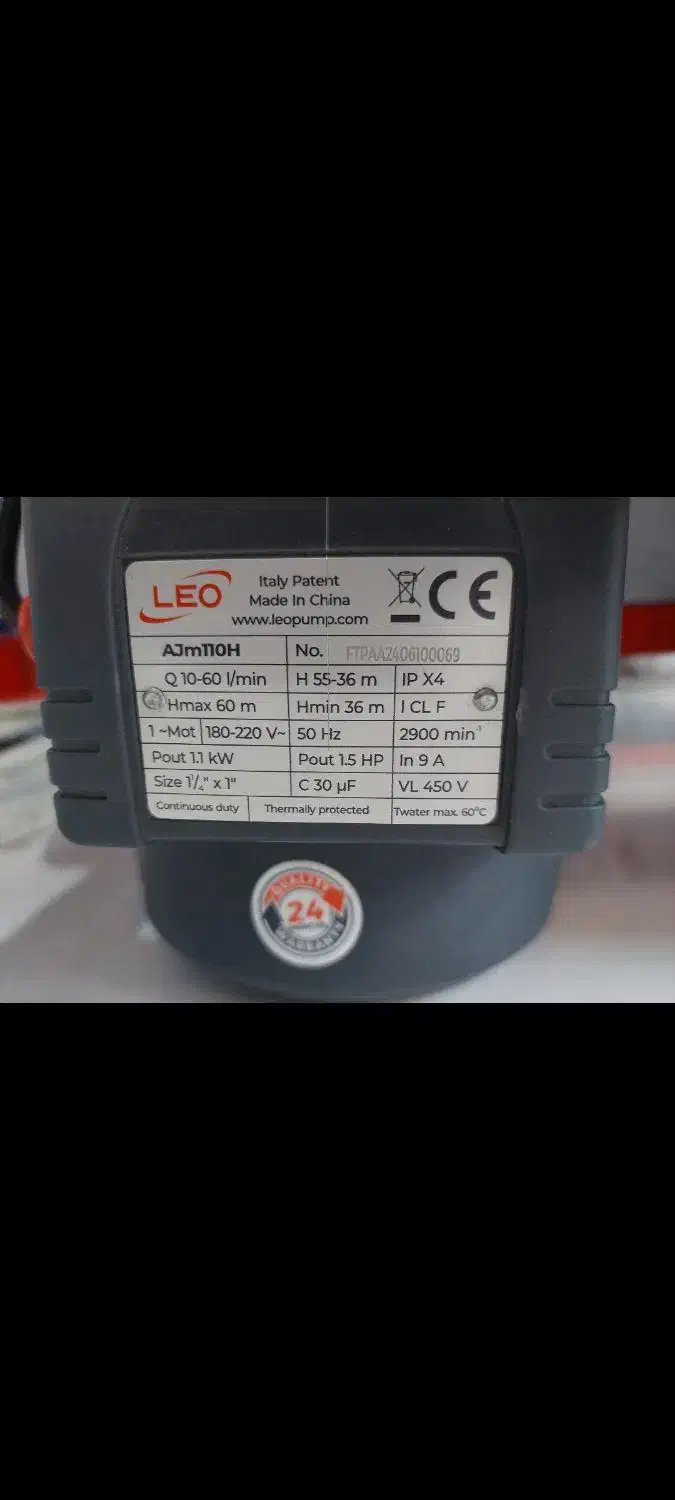 LEO
Italy Patent
Made In China
www.leopump.com
CE
AJm110H No. FTPAA2406100069
Q 10-60 l/min H 55-36 m IP X4
Hmax 60 m Hmin 36 m I CL F
1 ~Mot 180-220 V~ 50 Hz 2900 min⁻¹
Pout 1.1 kW Pout 1.5 HP In 9 A
Size 1¹/₄" x 1" C 30 µF VL 450 V
Continuous duty Thermally protected Twater max. 60°C
QUALITY
24
WARRANTY